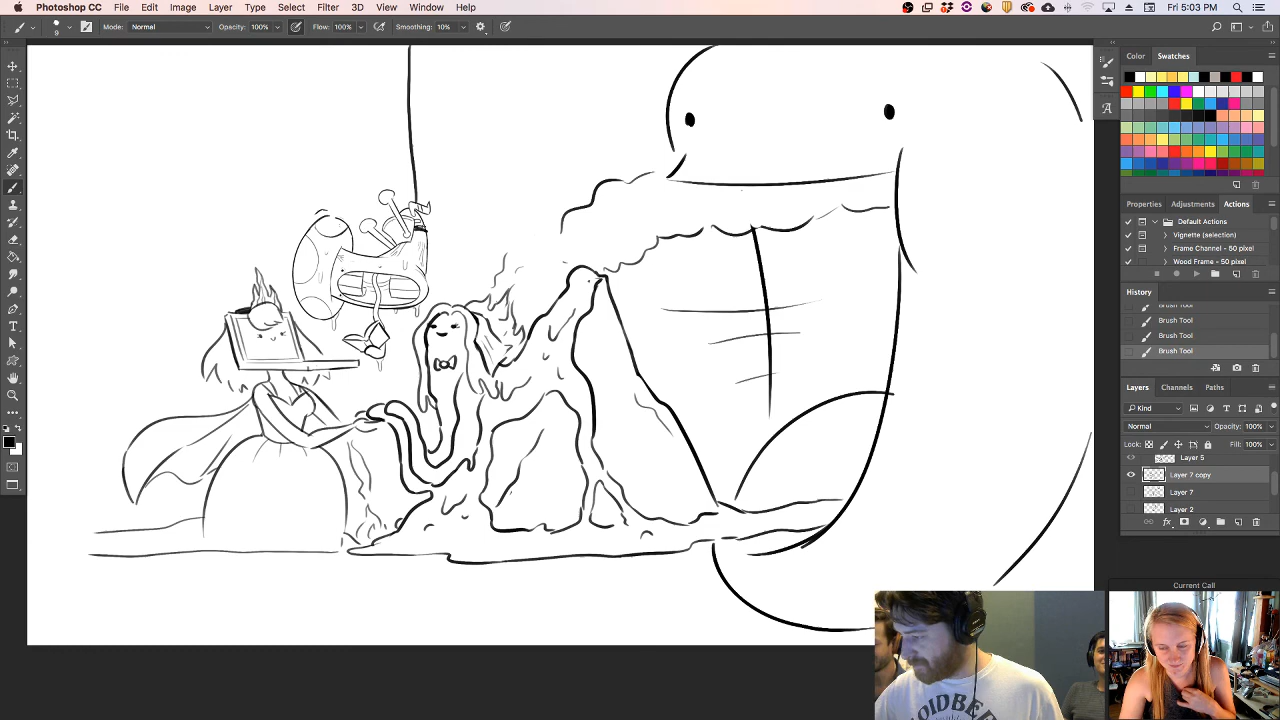 Photoshop CC File Edit Image Layer Type Select Filter 3D View Window Help Fri 5:03 PM
9 Mode: Normal Opacity: 100% Flow: 100% Smoothing: 10%
Color Swatches
Properties Adjustments Actions
Default Actions
Vignette (selection)
Frame Channel - 50 pixel
Wood Frame - 50 pixel
History
Brush Tool
Brush Tool
Brush Tool
Brush Tool
Layers Channels Paths
Kind
Normal Opacity: 100%
Lock: Fill: 100%
Layer 5
Layer 7 copy
Layer 7
Layer 2
fx
Current Call